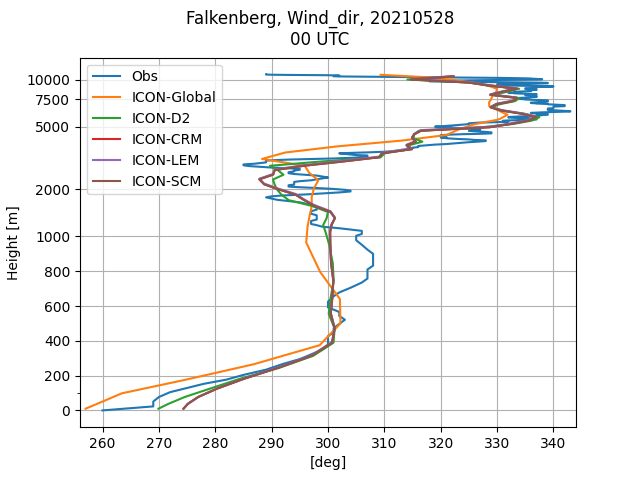 Falkenberg, Wind_dir, 20210528
00 UTC
Obs
ICON-Global
ICON-D2
ICON-CRM
ICON-LEM
ICON-SCM
Height [m]
10000
7500
5000
2000
1000
800
600
400
200
0
260 270 280 290 300 310 320 330 340
[deg]